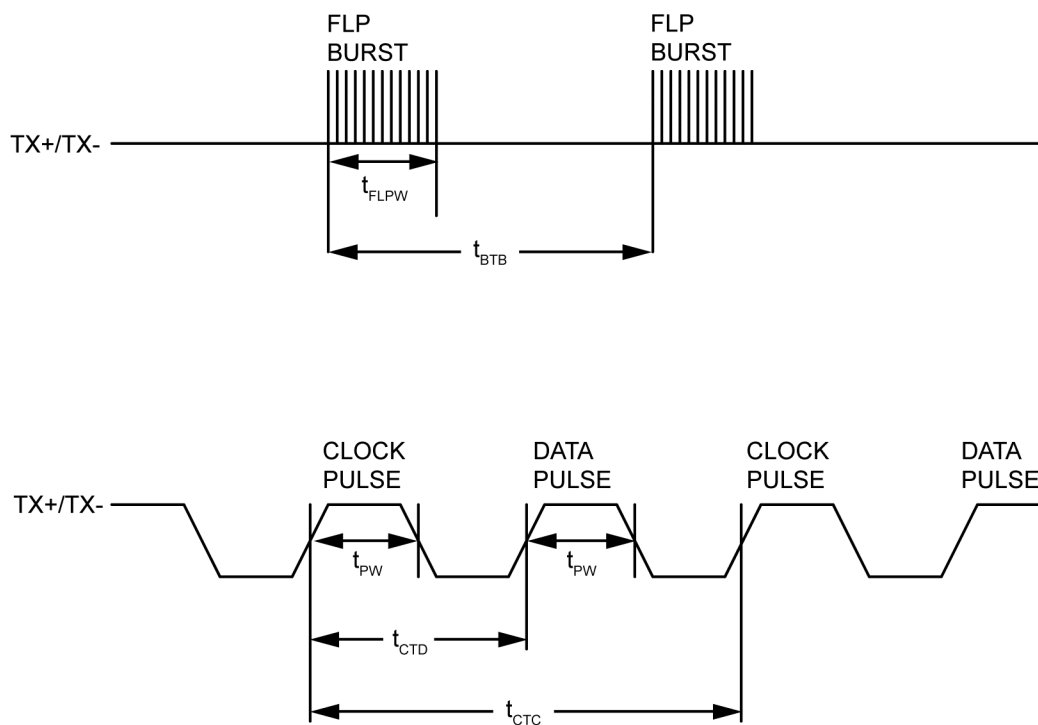 FLP
BURST
FLP
BURST
TX+/TX-
tFLPW
tBTB
CLOCK
PULSE
DATA
PULSE
CLOCK
PULSE
DATA
PULSE
TX+/TX-
tPW
tPW
tCTD
tCTC